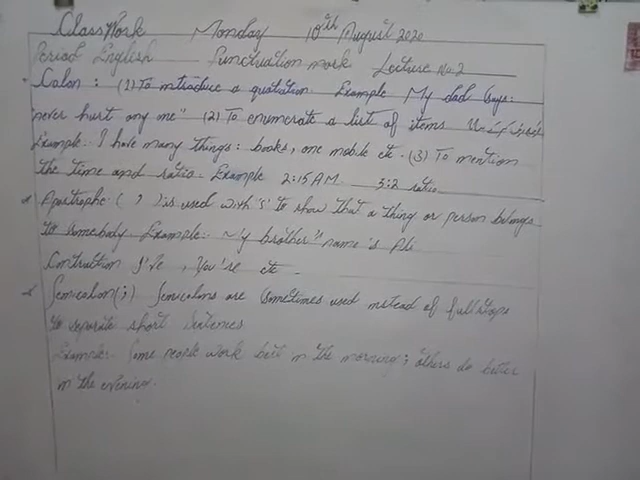 ClassWork Monday 10th August 2020
Period English Punctuation mark Lecture No.2
Colon : (1) To introduce a quotation Example My dad says:
"never hurt any one" (2) To enumerate a list of items
Example. I have many things: books, one mobile etc. (3) To mention
the time and ratio. Example 2:15 AM. 3:2 ratio
Apostrophe ( , ) is used with 's' to show that a thing or person belongs
to somebody. Example:- My brother's name is Ali
Contruction I've, You're etc -
Semicolon(;) Semicolons are sometimes used instead of full stops
to separate short sentences
Example:- Some people work best in the morning; others do better
in the evening.